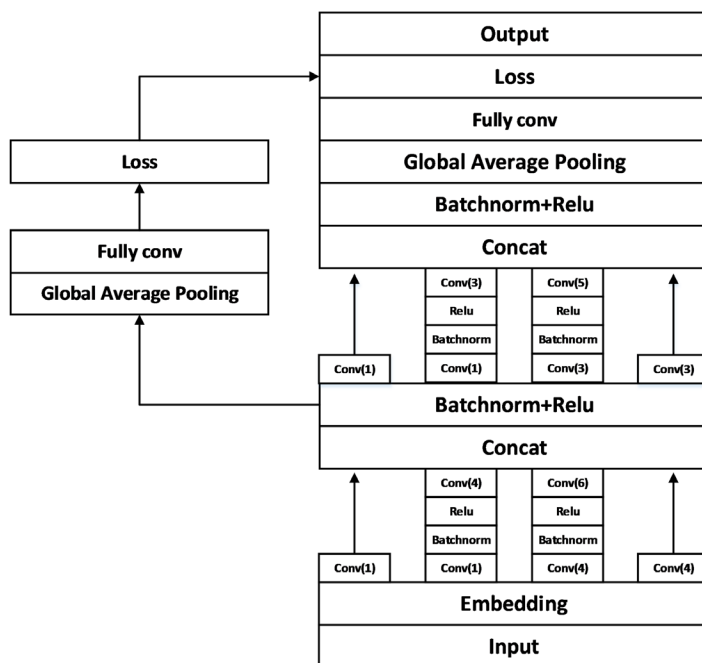 Output
Loss
Fully conv
Global Average Pooling
Batchnorm+Relu
Concat
Loss
Fully conv
Global Average Pooling
Conv(3) Conv(5)
Relu Relu
Batchnorm Batchnorm
Conv(1) Conv(1) Conv(3) Conv(3)
Batchnorm+Relu
Concat
Conv(4) Conv(6)
Relu Relu
Batchnorm Batchnorm
Conv(1) Conv(1) Conv(4) Conv(4)
Embedding
Input